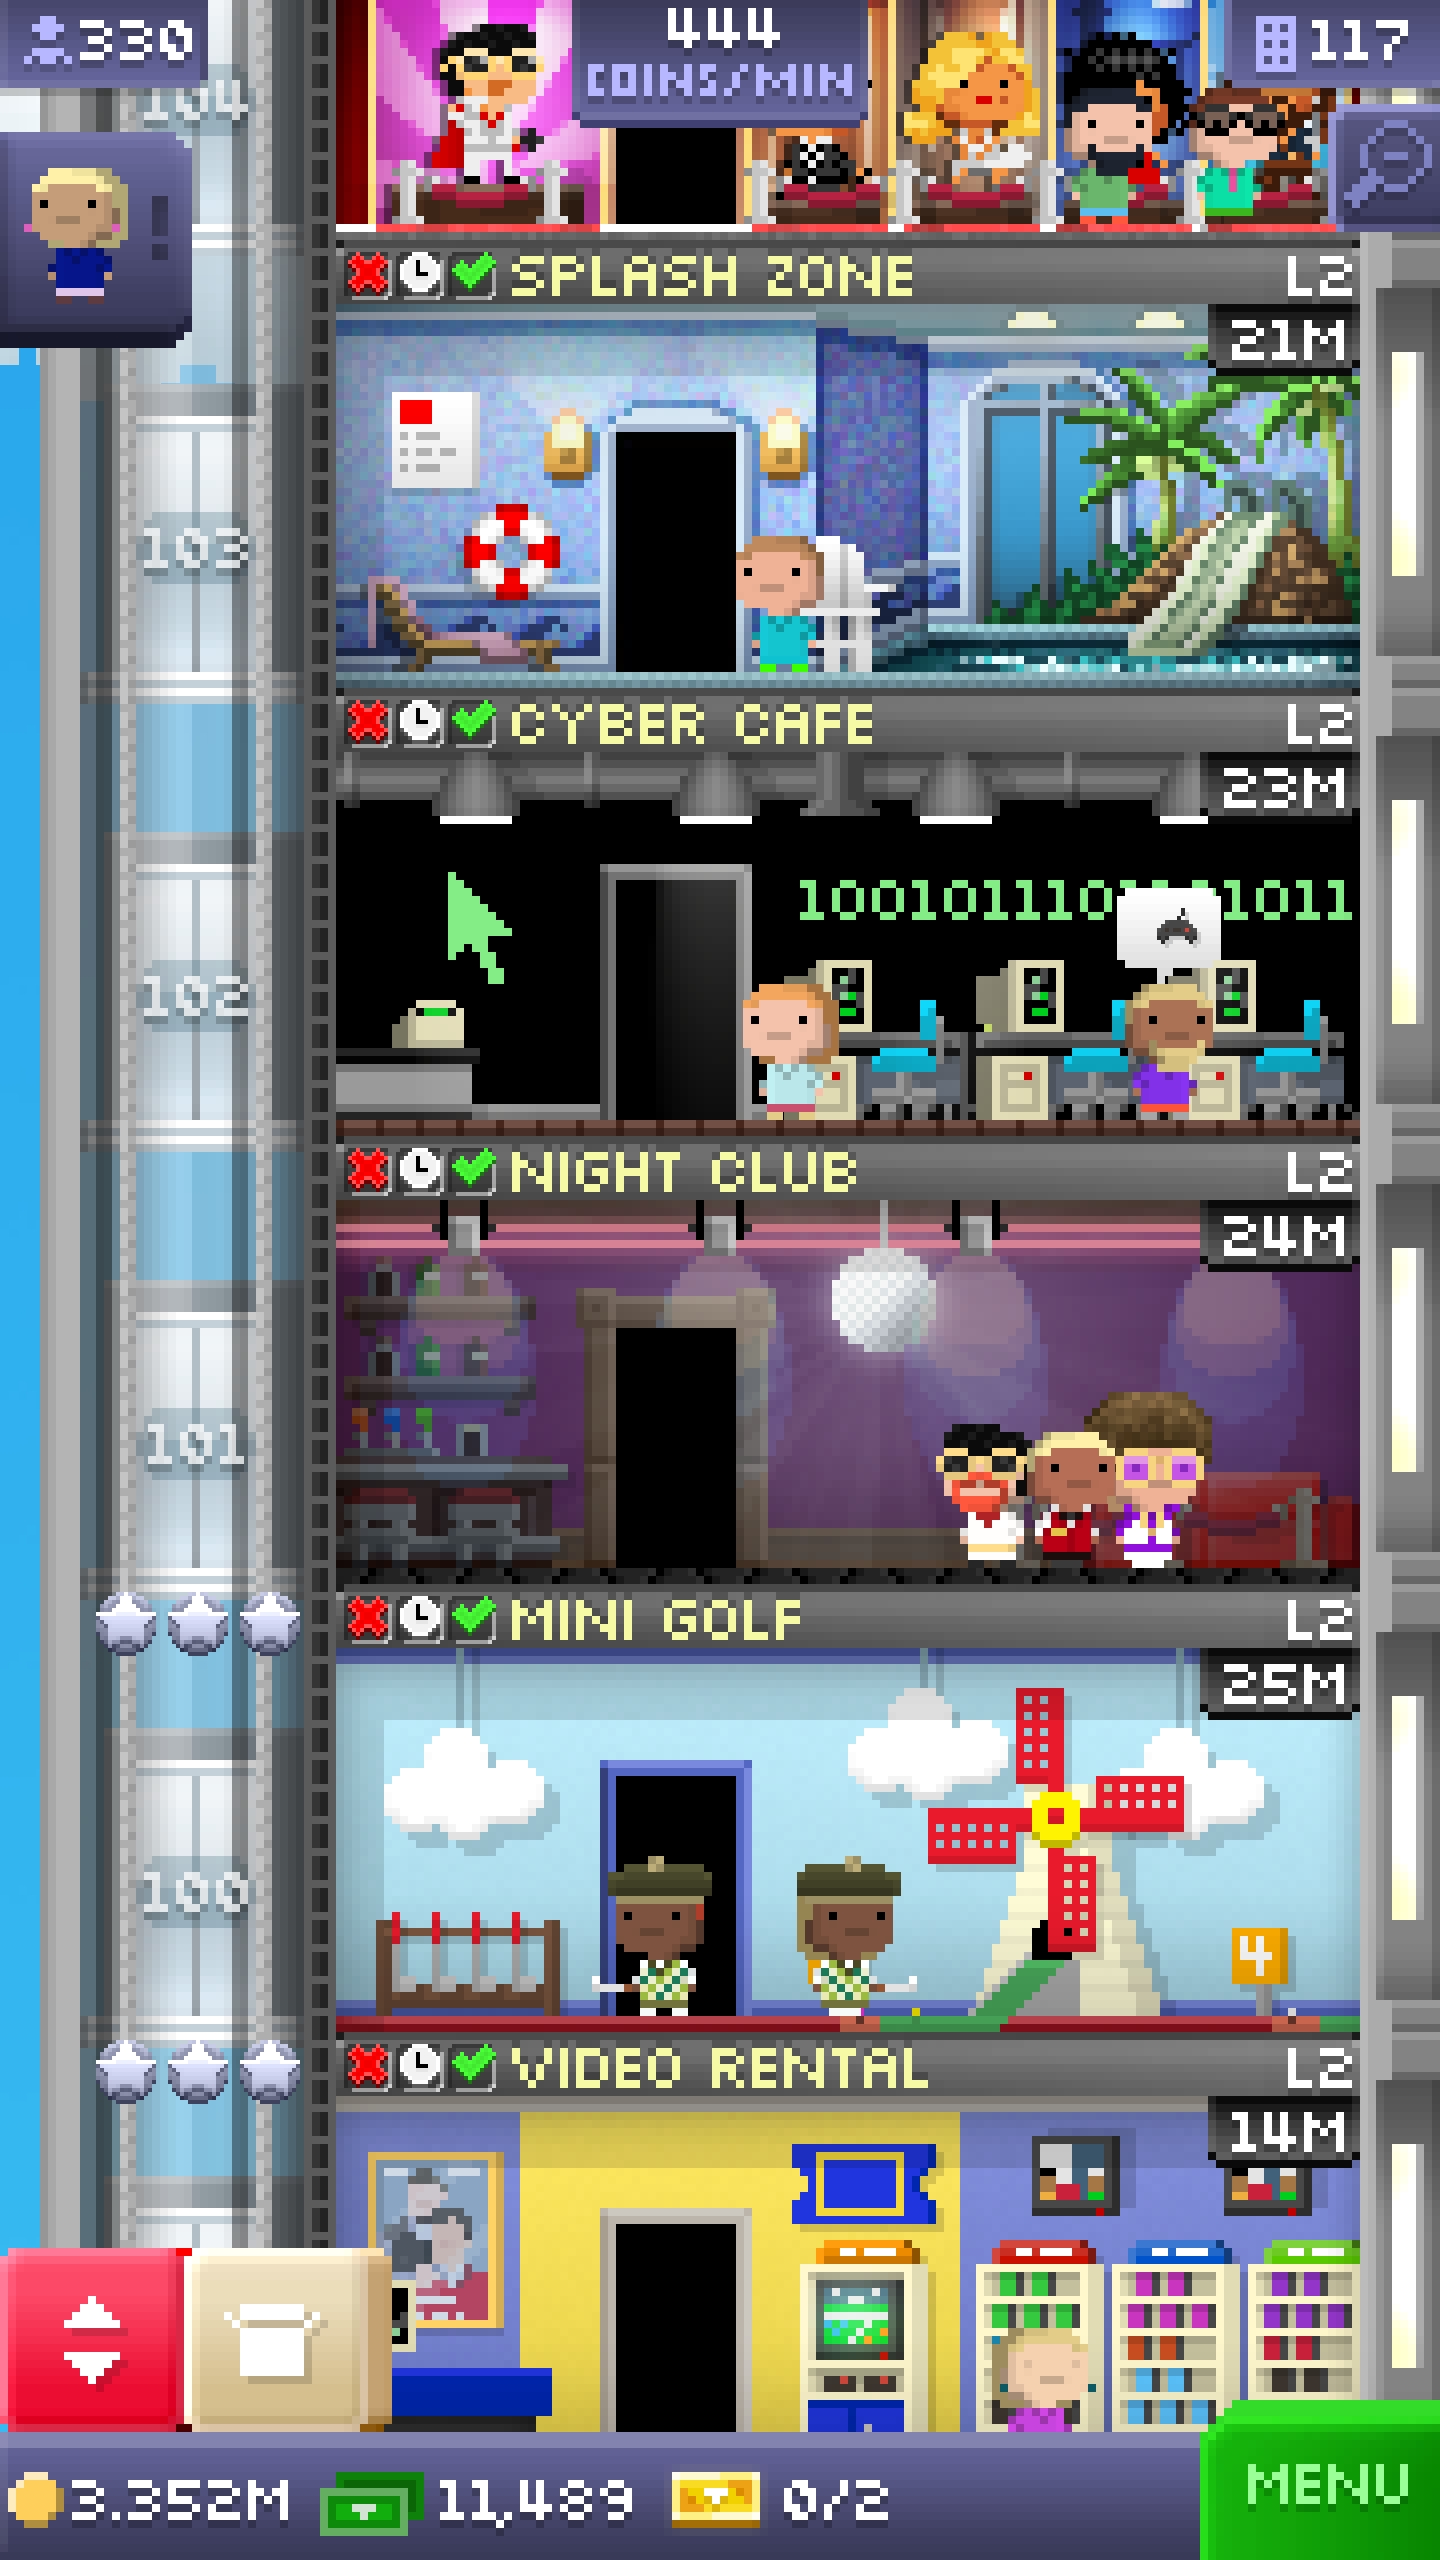 330
444
COINS/MIN
117
104
SPLASH ZONE
L2
21M
103
CYBER CAFE
L2
23M
102
NIGHT CLUB
L2
24M
101
MINI GOLF
L2
25M
100
4
VIDEO RENTAL
L2
14M
3.352M
11,489
0/2
MENU